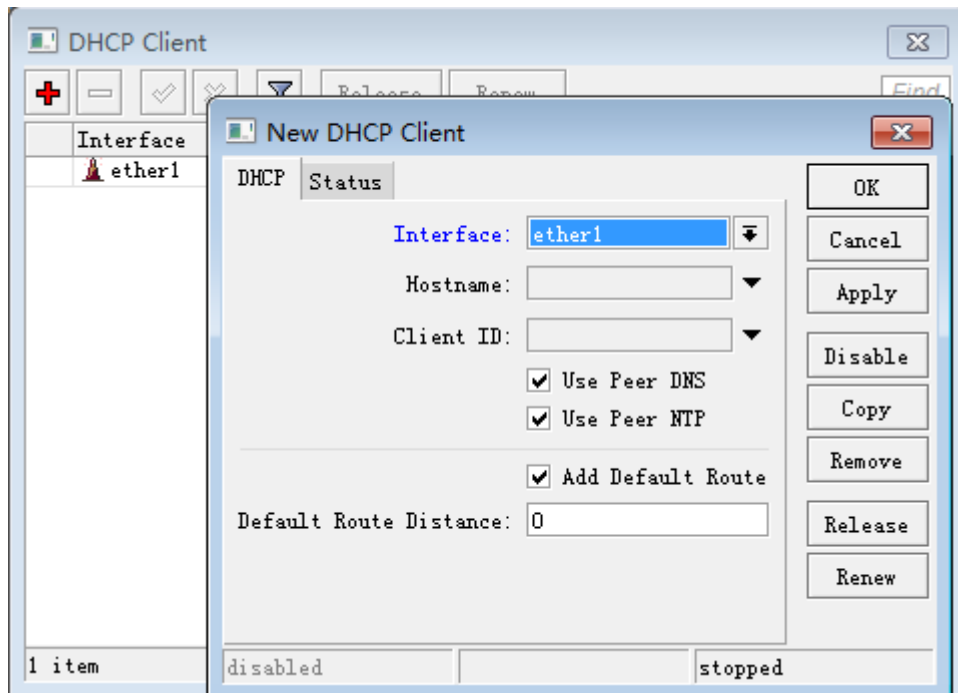 DHCP Client
Release Renew Find
Interface
ether1
New DHCP Client
DHCP Status
OK
Interface: ether1
Cancel
Hostname:
Apply
Client ID:
Disable
Use Peer DNS
Copy
Use Peer NTP
Remove
Add Default Route
Default Route Distance: 0
Release
Renew
1 item
disabled
stopped